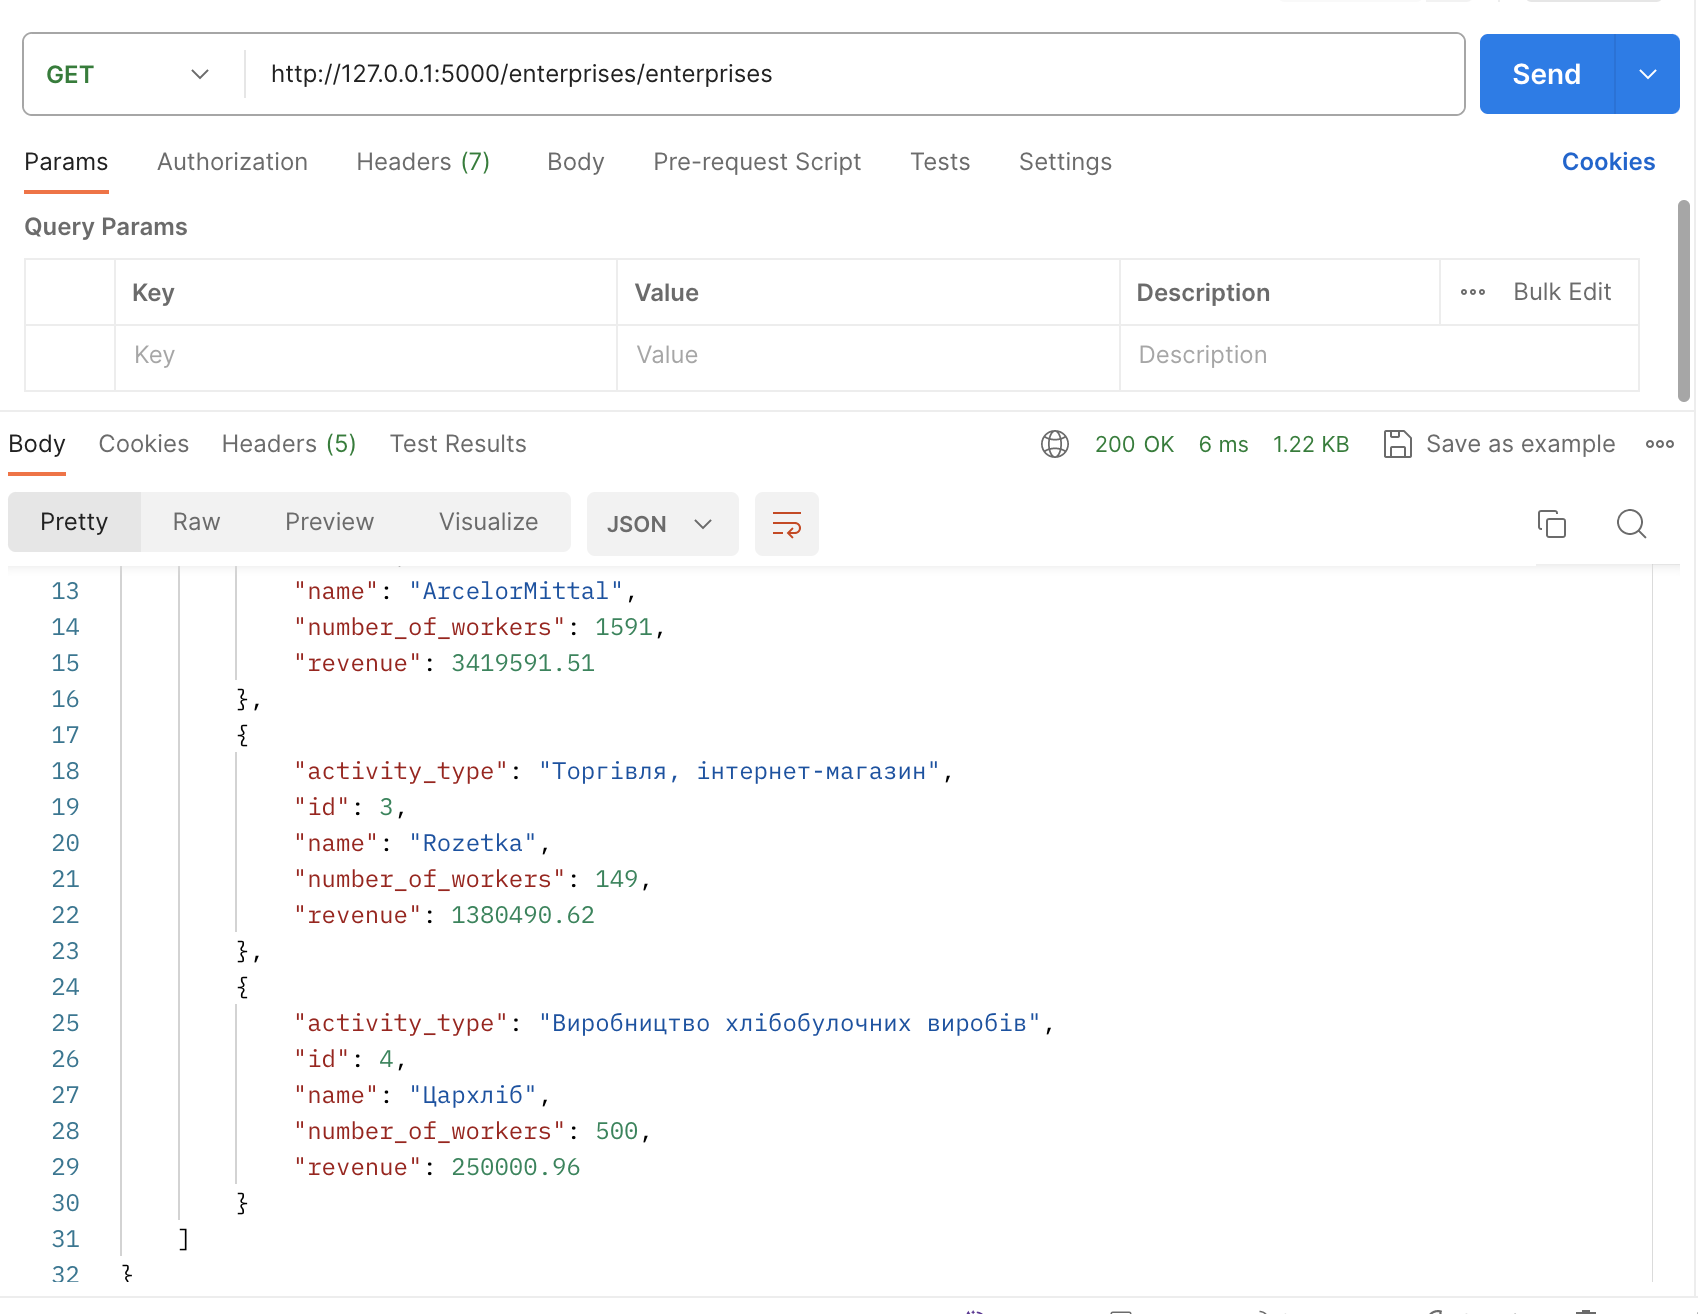 GET http://127.0.0.1:5000/enterprises/enterprises Send
Params Authorization Headers (7) Body Pre-request Script Tests Settings Cookies
Query Params
Key Value Description Bulk Edit
Key Value Description
Body Cookies Headers (5) Test Results 200 OK 6 ms 1.22 KB Save as example
Pretty Raw Preview Visualize JSON
13 "name": "ArcelorMittal",
14 "number_of_workers": 1591,
15 "revenue": 3419591.51
16 },
17 {
18 "activity_type": "Торгівля, інтернет-магазин",
19 "id": 3,
20 "name": "Rozetka",
21 "number_of_workers": 149,
22 "revenue": 1380490.62
23 },
24 {
25 "activity_type": "Виробництво хлібобулочних виробів",
26 "id": 4,
27 "name": "Цархліб",
28 "number_of_workers": 500,
29 "revenue": 250000.96
30 }
31 ]
32 }